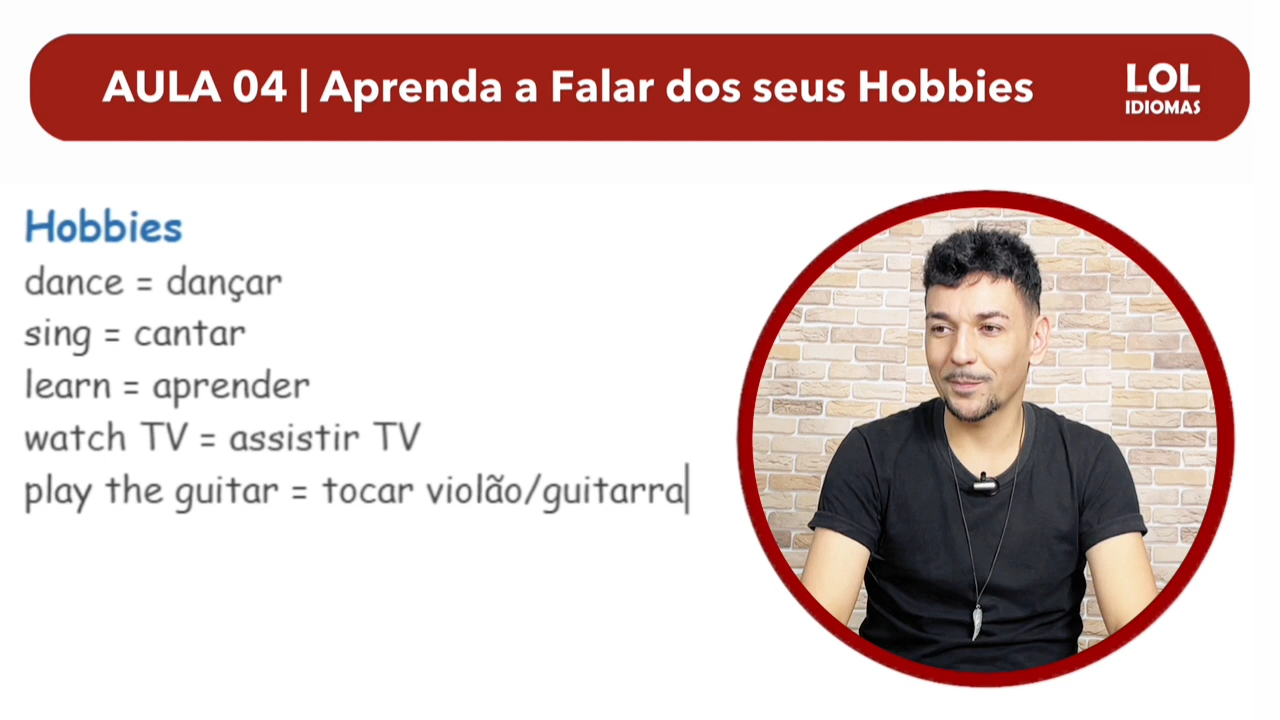 AULA 04 | Aprenda a Falar dos seus Hobbies
LOL
IDIOMAS
Hobbies
dance = dançar
sing = cantar
learn = aprender
watch TV = assistir TV
play the guitar = tocar violão/guitarra